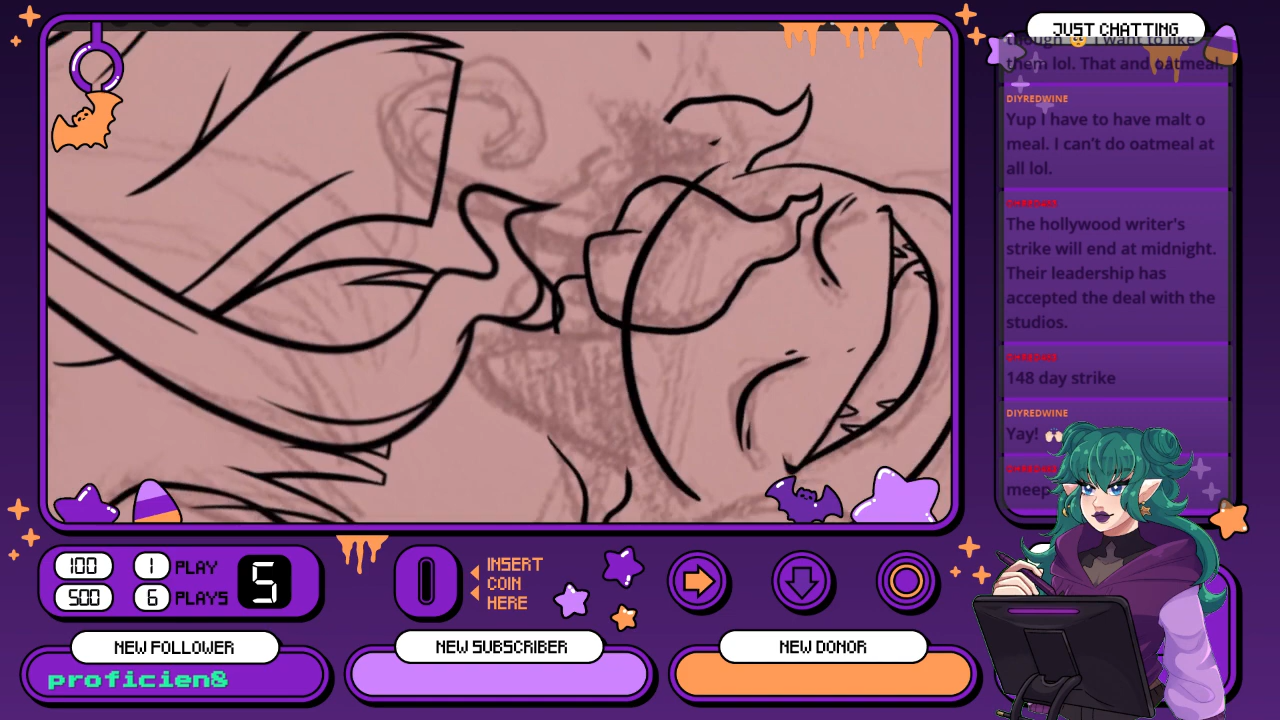 JUST CHATTING
though I want to like
them lol. That and oatmeal.
DIYREDWINE
Yup I have to have malt o
meal. I can't do oatmeal at
all lol.
The hollywood writer's
strike will end at midnight.
Their leadership has
accepted the deal with the
studios.
148 day strike
DIYREDWINE
Yay!
meep
100 1 PLAY 5
500 6 PLAYS
INSERT
COIN
HERE
NEW FOLLOWER
proficien&
NEW SUBSCRIBER
NEW DONOR